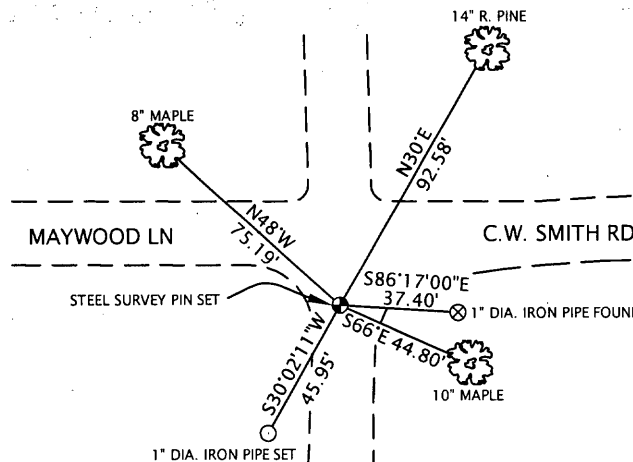 14" R. PINE
8" MAPLE
N30°E
92.58'
N48°W
75.19'
MAYWOOD LN
C.W. SMITH RD
S86°17'00"E
37.40'
STEEL SURVEY PIN SET
1" DIA. IRON PIPE FOUN
S66°E 44.80'
S30°02'11"W
45.95'
10" MAPLE
1" DIA. IRON PIPE SET